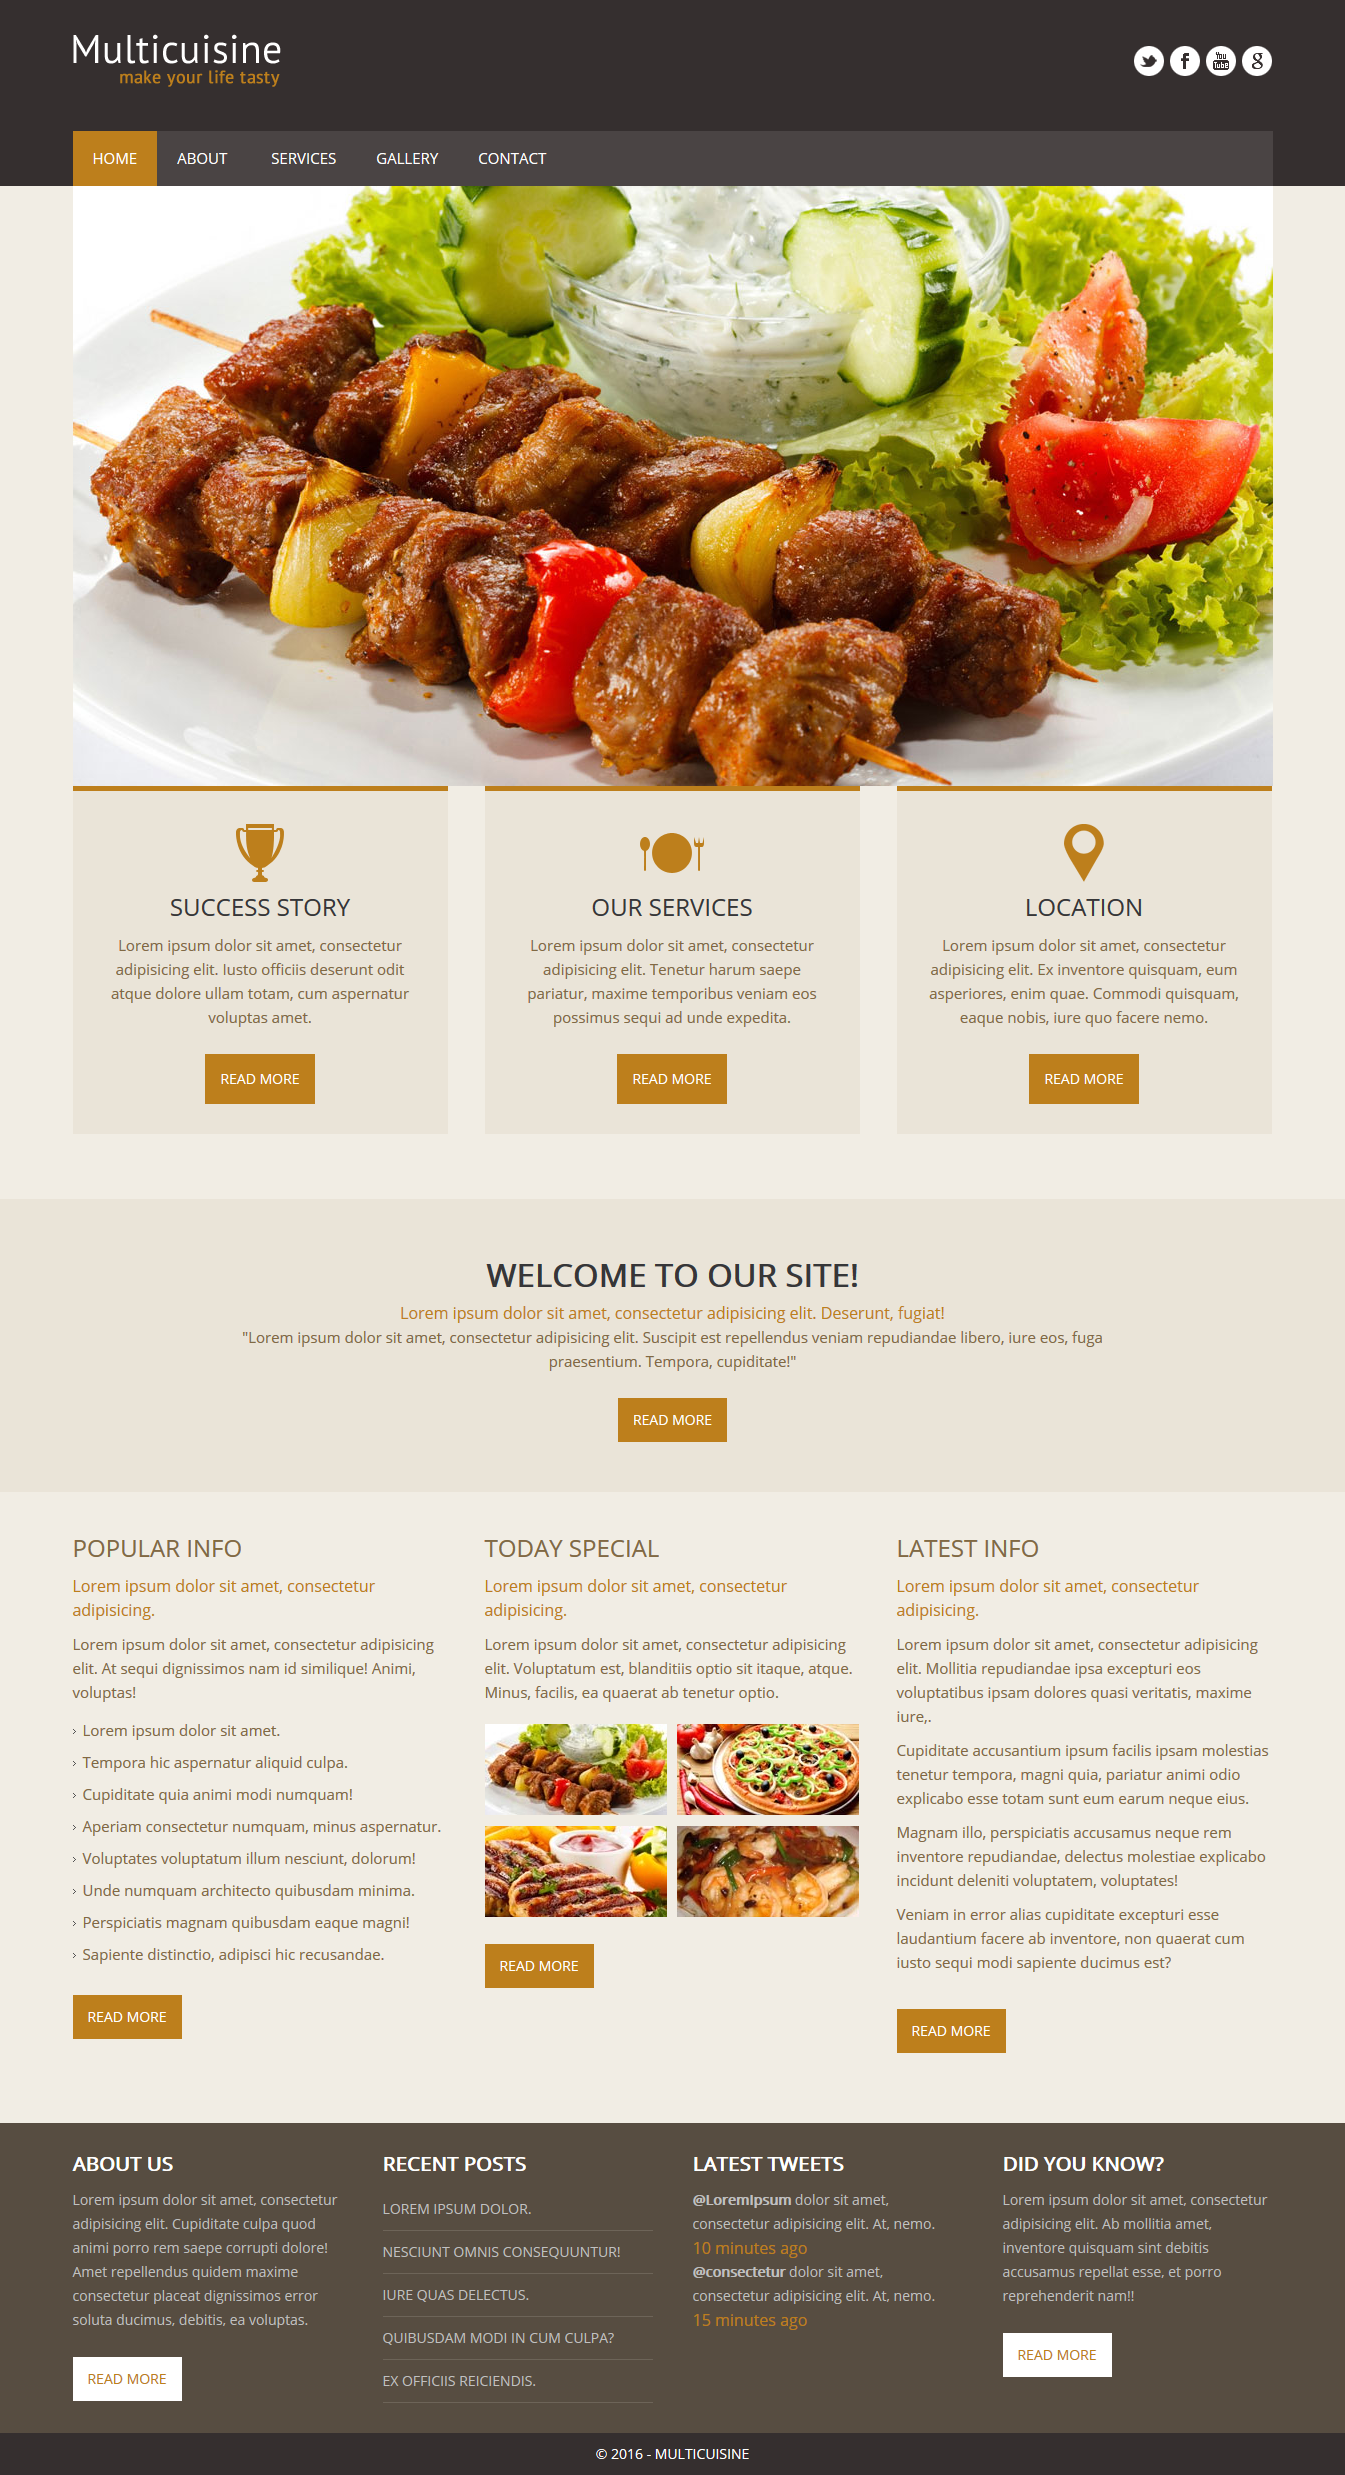 Multicuisine
make your life tasty
You
Tube
HOME ABOUT SERVICES GALLERY CONTACT
SUCCESS STORY
Lorem ipsum dolor sit amet, consectetur
adipisicing elit. Iusto officiis deserunt odit
atque dolore ullam totam, cum aspernatur
voluptas amet.
READ MORE
OUR SERVICES
Lorem ipsum dolor sit amet, consectetur
adipisicing elit. Tenetur harum saepe
pariatur, maxime temporibus veniam eos
possimus sequi ad unde expedita.
READ MORE
LOCATION
Lorem ipsum dolor sit amet, consectetur
adipisicing elit. Ex inventore quisquam, eum
asperiores, enim quae. Commodi quisquam,
eaque nobis, iure quo facere nemo.
READ MORE
WELCOME TO OUR SITE!
Lorem ipsum dolor sit amet, consectetur adipisicing elit. Deserunt, fugiat!
"Lorem ipsum dolor sit amet, consectetur adipisicing elit. Suscipit est repellendus veniam repudiandae libero, iure eos, fuga
praesentium. Tempora, cupiditate!"
READ MORE
POPULAR INFO
Lorem ipsum dolor sit amet, consectetur
adipisicing.
Lorem ipsum dolor sit amet, consectetur adipisicing
elit. At sequi dignissimos nam id similique! Animi,
voluptas!
Lorem ipsum dolor sit amet.
Tempora hic aspernatur aliquid culpa.
Cupiditate quia animi modi numquam!
Aperiam consectetur numquam, minus aspernatur.
Voluptates voluptatum illum nesciunt, dolorum!
Unde numquam architecto quibusdam minima.
Perspiciatis magnam quibusdam eaque magni!
Sapiente distinctio, adipisci hic recusandae.
READ MORE
TODAY SPECIAL
Lorem ipsum dolor sit amet, consectetur
adipisicing.
Lorem ipsum dolor sit amet, consectetur adipisicing
elit. Voluptatum est, blanditiis optio sit itaque, atque.
Minus, facilis, ea quaerat ab tenetur optio.
READ MORE
LATEST INFO
Lorem ipsum dolor sit amet, consectetur
adipisicing.
Lorem ipsum dolor sit amet, consectetur adipisicing
elit. Mollitia repudiandae ipsa excepturi eos
voluptatibus ipsam dolores quasi veritatis, maxime
iure,.
Cupiditate accusantium ipsum facilis ipsam molestias
tenetur tempora, magni quia, pariatur animi odio
explicabo esse totam sunt eum earum neque eius.
Magnam illo, perspiciatis accusamus neque rem
inventore repudiandae, delectus molestiae explicabo
incidunt deleniti voluptatem, voluptates!
Veniam in error alias cupiditate excepturi esse
laudantium facere ab inventore, non quaerat cum
iusto sequi modi sapiente ducimus est?
READ MORE
ABOUT US
Lorem ipsum dolor sit amet, consectetur
adipisicing elit. Cupiditate culpa quod
animi porro rem saepe corrupti dolore!
Amet repellendus quidem maxime
consectetur placeat dignissimos error
soluta ducimus, debitis, ea voluptas.
READ MORE
RECENT POSTS
LOREM IPSUM DOLOR.
NESCIUNT OMNIS CONSEQUUNTUR!
IURE QUAS DELECTUS.
QUIBUSDAM MODI IN CUM CULPA?
EX OFFICIIS REICIENDIS.
LATEST TWEETS
@LoremIpsum dolor sit amet,
consectetur adipisicing elit. At, nemo.
10 minutes ago
@consectetur dolor sit amet,
consectetur adipisicing elit. At, nemo.
15 minutes ago
DID YOU KNOW?
Lorem ipsum dolor sit amet, consectetur
adipisicing elit. Ab mollitia amet,
inventore quisquam sint debitis
accusamus repellat esse, et porro
reprehenderit nam!!
READ MORE
© 2016 - MULTICUISINE